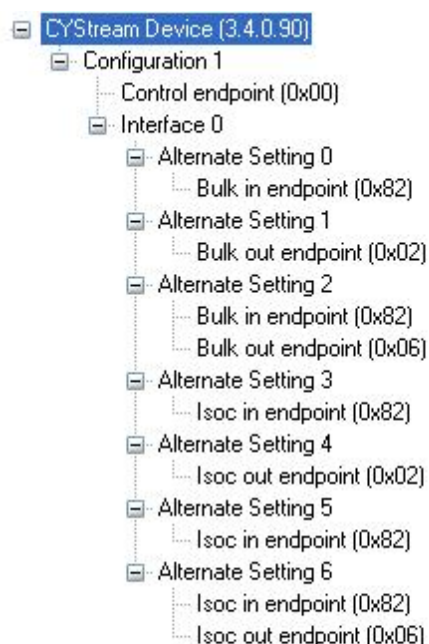 CYStream Device (3.4.0.90)
Configuration 1
Control endpoint (0x00)
Interface 0
Alternate Setting 0
Bulk in endpoint (0x82)
Alternate Setting 1
Bulk out endpoint (0x02)
Alternate Setting 2
Bulk in endpoint (0x82)
Bulk out endpoint (0x06)
Alternate Setting 3
Isoc in endpoint (0x82)
Alternate Setting 4
Isoc out endpoint (0x02)
Alternate Setting 5
Isoc in endpoint (0x82)
Alternate Setting 6
Isoc in endpoint (0x82)
Isoc out endpoint (0x06)